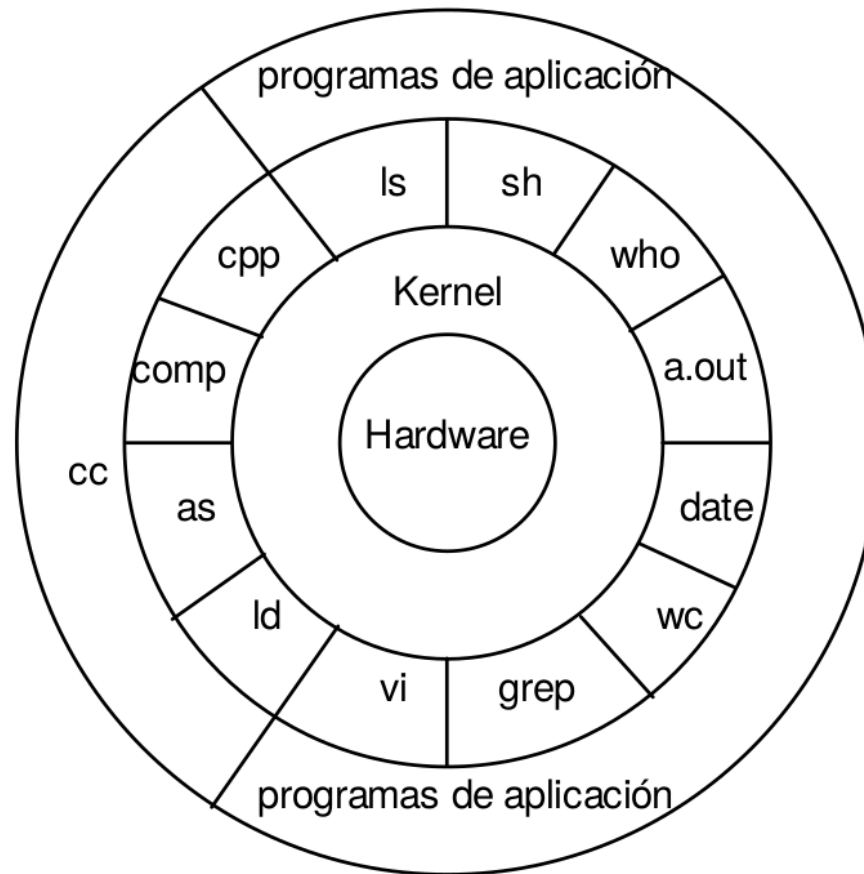 programas de aplicación
ls
sh
cpp
who
Kernel
comp
a.out
Hardware
cc
as
date
ld
wc
vi
grep
programas de aplicación